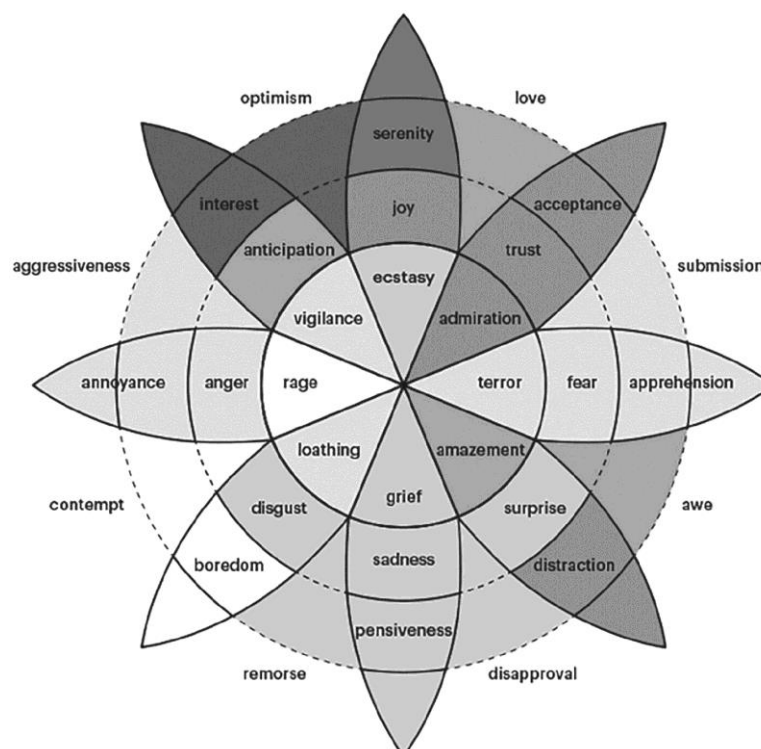 optimism
love
serenity
interest
acceptance
joy
anticipation
trust
aggressiveness
submission
ecstasy
vigilance
admiration
annoyance
anger
rage
terror
fear
apprehension
loathing
amazement
grief
contempt
disgust
surprise
awe
sadness
boredom
distraction
pensiveness
remorse
disapproval